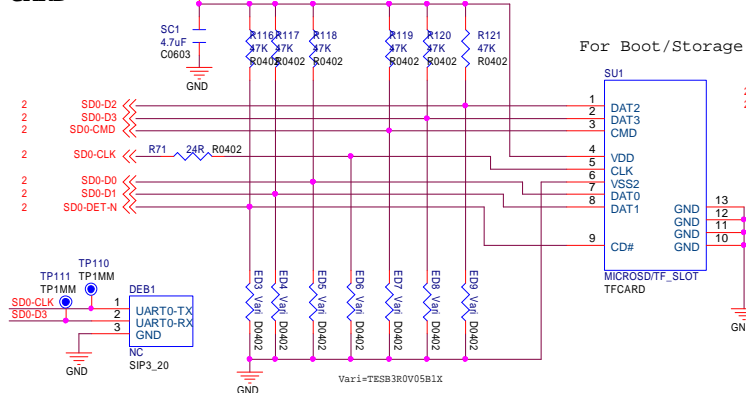 SC1
4.7uF
C0603
GND
R116
47K
R0402
R117
47K
R0402
R118
47K
R0402
R119
47K
R0402
R120
47K
R0402
R121
47K
R0402
For Boot/Storage
SU1
2 SD0-D2
2 SD0-D3
2 SD0-CMD
2 SD0-CLK
R71 24R R0402
2 SD0-D0
2 SD0-D1
2 SD0-DET-N
1 DAT2
2 DAT3
3 CMD
4 VDD
5 CLK
6 VSS2
7 DAT0
8 DAT1
9 CD#
GND 13
GND 12
GND 11
GND 10
MICROSD/TF_SLOT
TFCARD
TP110
TP1MM
TP111
TP1MM
DEB1
SD0-CLK 1 UART0-TX
SD0-D3 2 UART0-RX
3 GND
NC
SIP3_20
GND
ED3 Vari D0402
ED4 Vari D0402
ED5 Vari D0402
ED6 Vari D0402
ED7 Vari D0402
ED8 Vari D0402
ED9 Vari D0402
GND
Vari=TESB3R0V05B1X